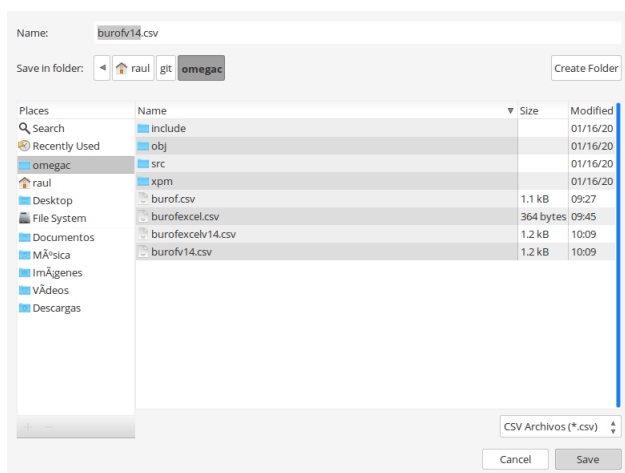 Name: burofv14.csv
Save in folder: raul git omegac Create Folder
Places Name Size Modified
Search include 01/16/20
Recently Used obj 01/16/20
omegac src 01/16/20
raul xpm 01/16/20
Desktop burof.csv 1.1 kB 09:27
File System burofexcel.csv 364 bytes 09:45
Documentos burofexcelv14.csv 1.2 kB 10:09
MÃºsica burofv14.csv 1.2 kB 10:09
ImÃ¡genes
VÃdeos
Descargas
CSV Archivos (*.csv)
Cancel Save